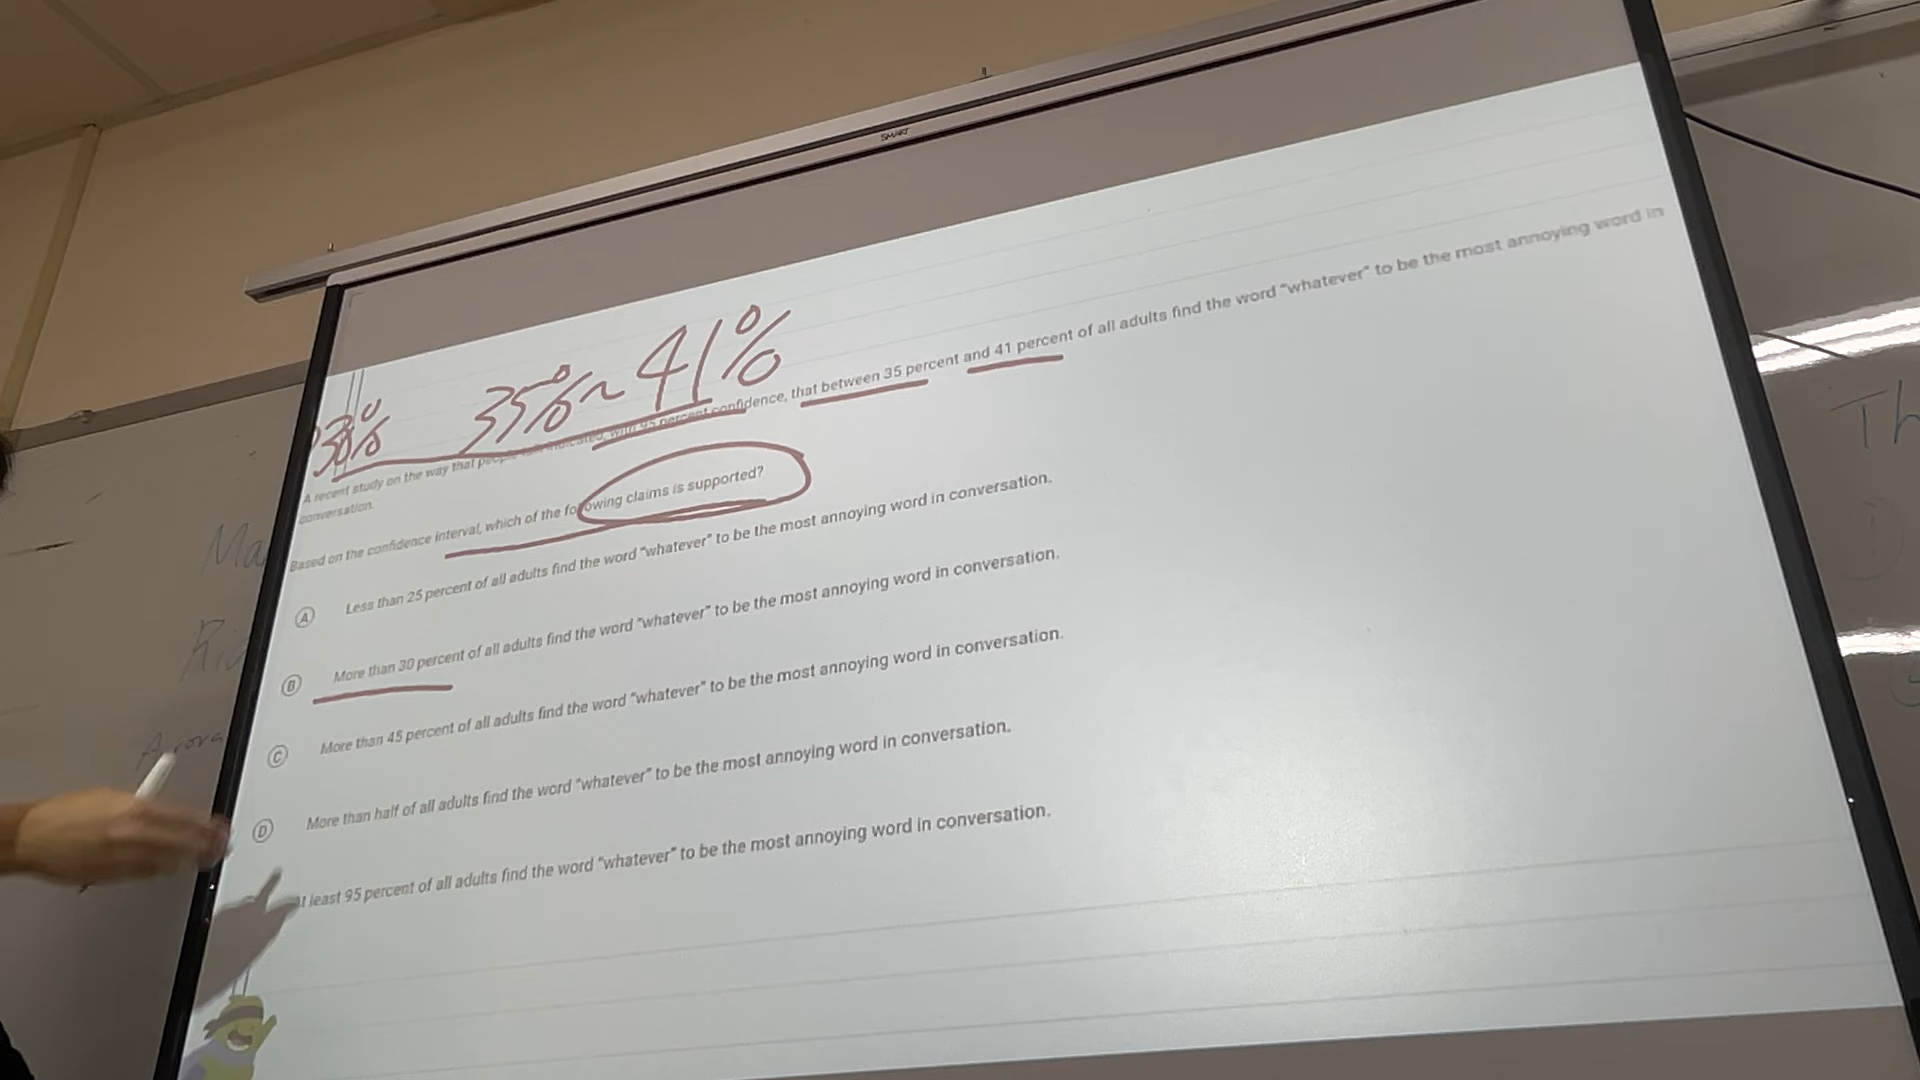 SMART
35% ~ 41%
30%
A recent study on the way that people talk indicated, with 95 percent confidence, that between 35 percent and 41 percent of all adults find the word “whatever” to be the most annoying word in
conversation.
Based on the confidence interval, which of the following claims is supported?
A Less than 25 percent of all adults find the word “whatever” to be the most annoying word in conversation.
B More than 30 percent of all adults find the word “whatever” to be the most annoying word in conversation.
C More than 45 percent of all adults find the word “whatever” to be the most annoying word in conversation.
D More than half of all adults find the word “whatever” to be the most annoying word in conversation.
At least 95 percent of all adults find the word “whatever” to be the most annoying word in conversation.
Ma
Th